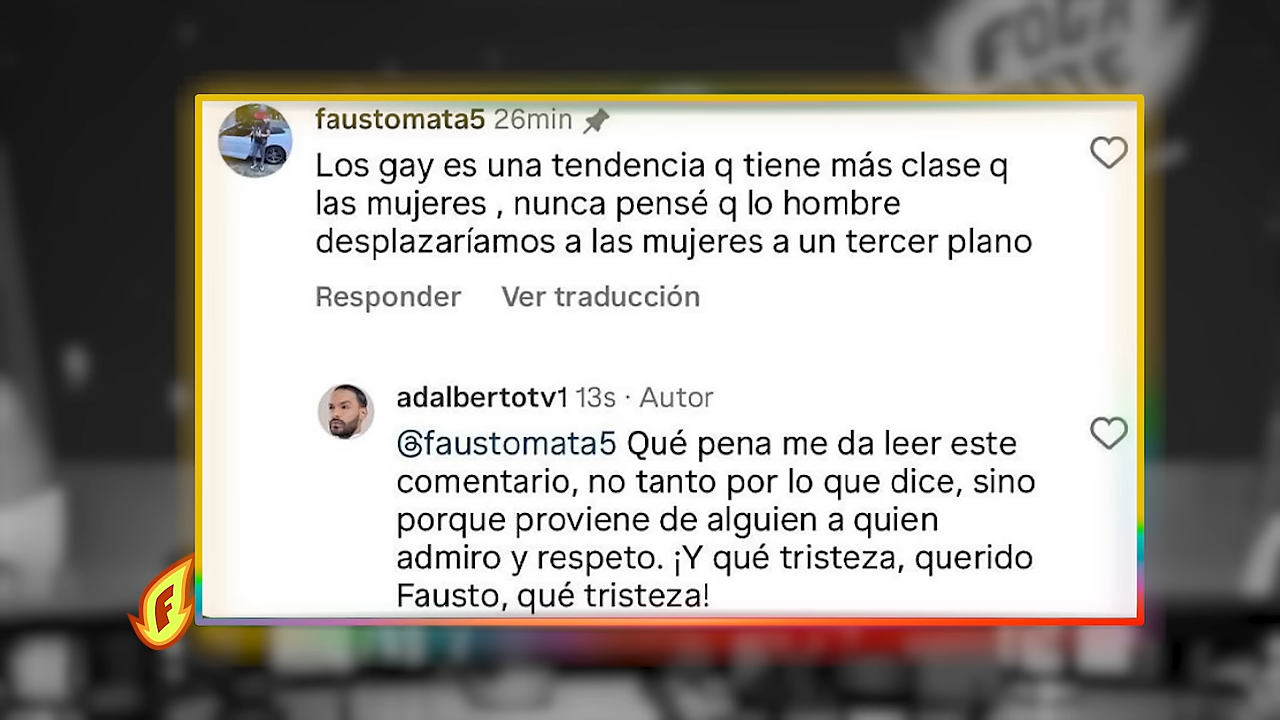 FOGA
faustomata5 26min
Los gay es una tendencia q tiene más clase q
las mujeres , nunca pensé q lo hombre
desplazaríamos a las mujeres a un tercer plano
Responder Ver traducción
adalbertotv1 13s · Autor
@faustomata5 Qué pena me da leer este
comentario, no tanto por lo que dice, sino
porque proviene de alguien a quien
admiro y respeto. ¡Y qué tristeza, querido
Fausto, qué tristeza!
F